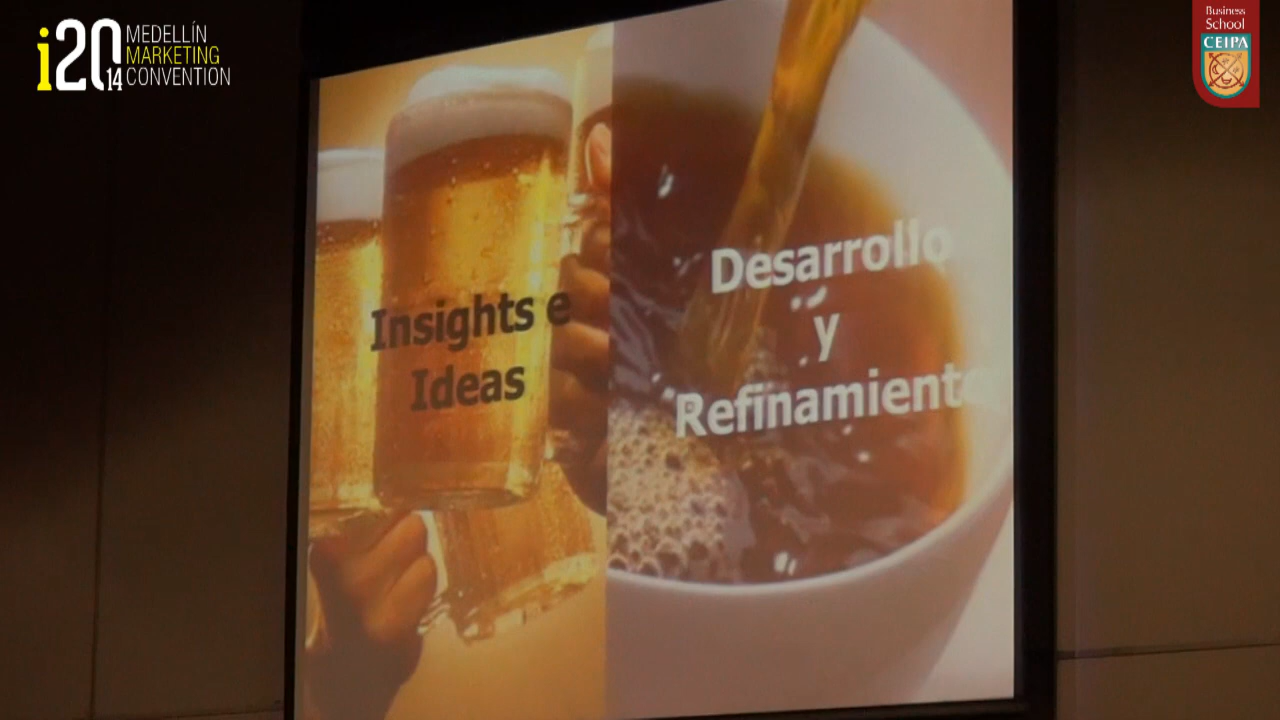 i2014
MEDELLÍN
MARKETING
CONVENTION
Business
School
CEIPA
Insights e
Ideas
Desarrollo
y
Refinamiento